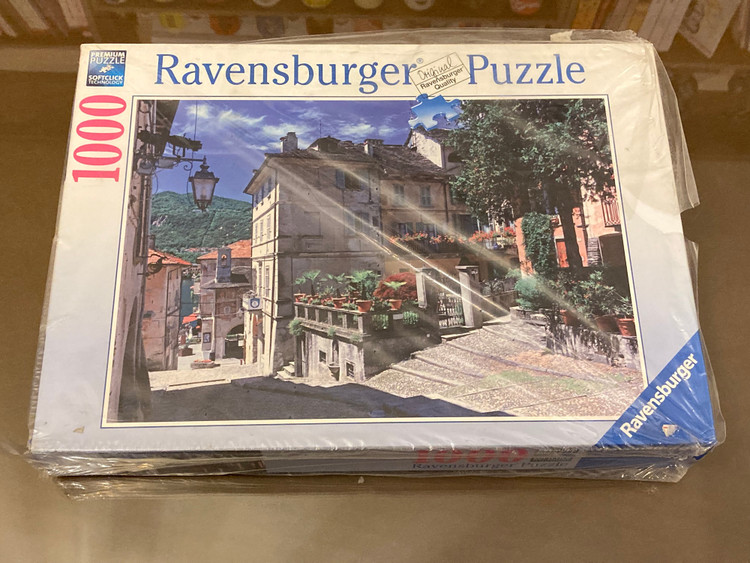 PREMIUM
PUZZLE
SOFTCLICK
TECHNOLOGY
Ravensburger® Puzzle
Original
Ravensburger
Quality
1000
Ravensburger
1000
Ravensburger Puzzle